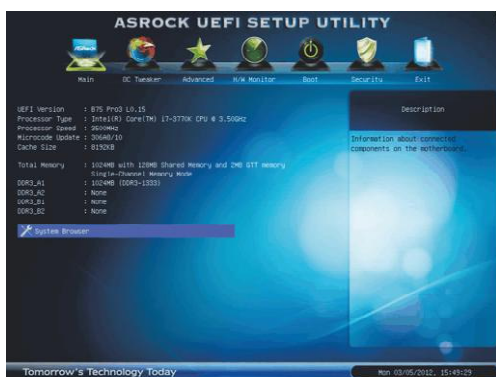 ASROCK UEFI SETUP UTILITY
ASRock
Main OC Tweaker Advanced H/W Monitor Boot Security Exit
UEFI Version : B75 Pro3 L0.15
Processor Type : Intel(R) Core(TM) i7-3770K CPU @ 3.50GHz
Processor Speed : 3500MHz
Microcode Update : 306A8/10
Cache Size : 8192KB
Total Memory : 1024MB with 128MB Shared Memory and 2MB GTT memory
Single-Channel Memory Mode
DDR3_A1 : 1024MB (DDR3-1333)
DDR3_A2 : None
DDR3_B1 : None
DDR3_B2 : None
System Browser
Description
Information about connected
components on the motherboard.
Tomorrow's Technology Today
Mon 03/05/2012, 15:49:29